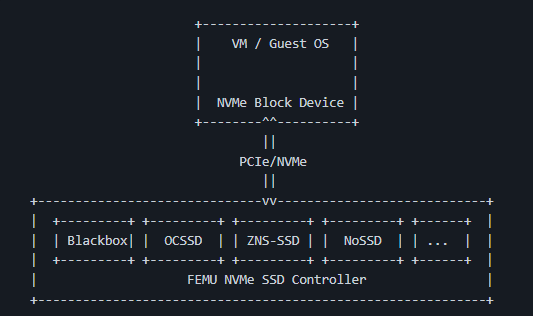 VM / Guest OS
NVMe Block Device
PCIe/NVMe
Blackbox OCSSD ZNS-SSD NoSSD ...
FEMU NVMe SSD Controller